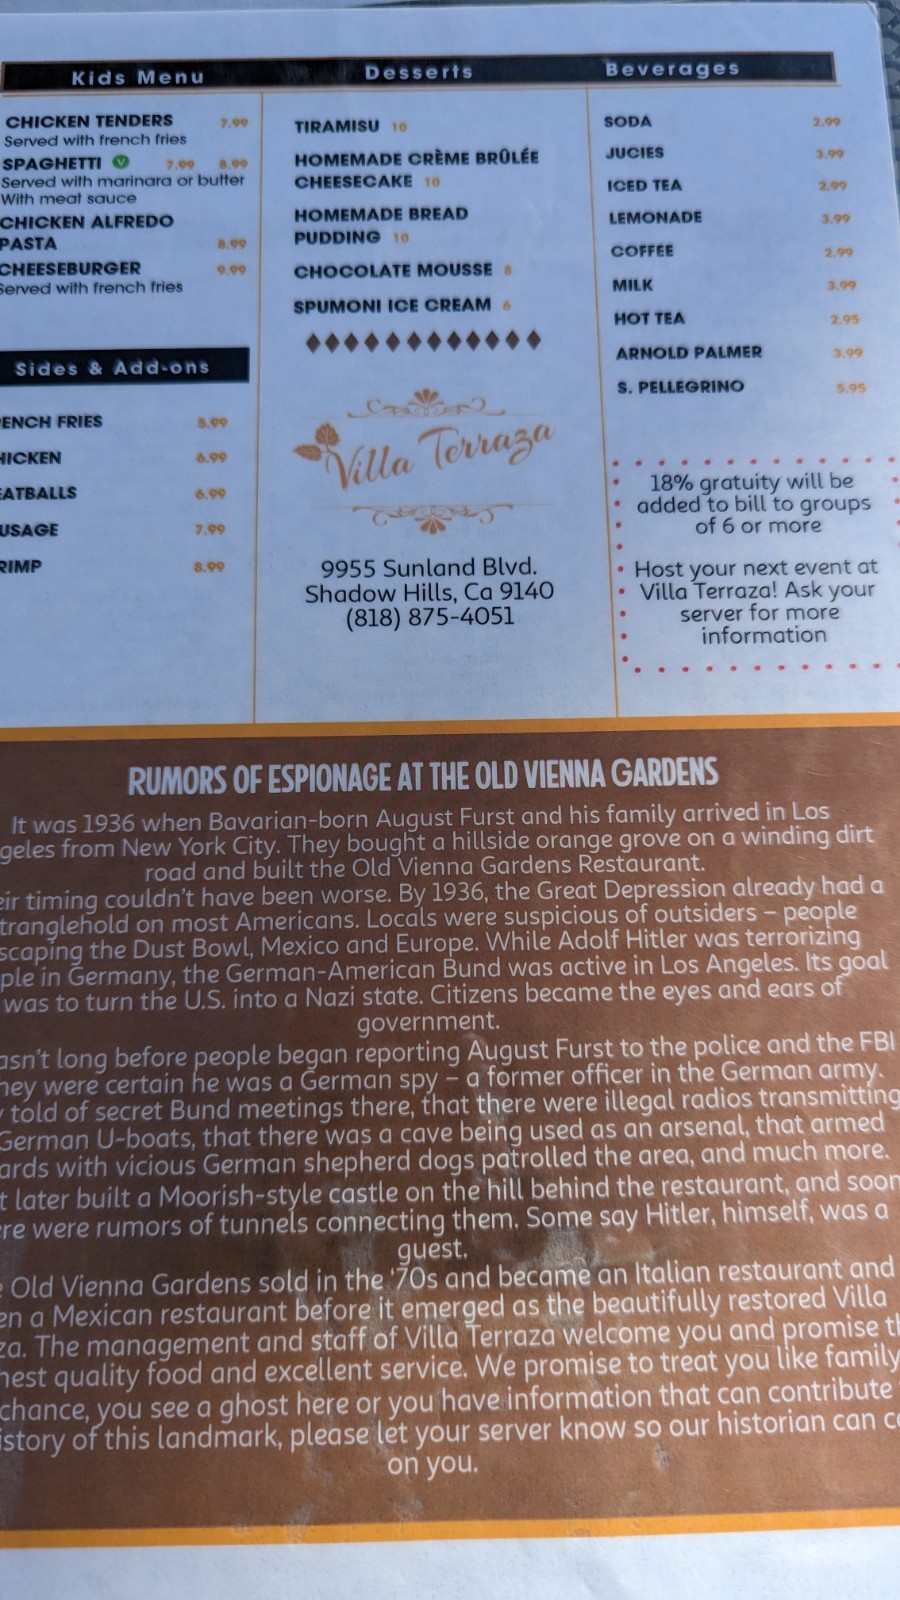 Kids Menu
CHICKEN TENDERS 7.99
Served with french fries
SPAGHETTI V 7.99 8.99
Served with marinara or butter
With meat sauce
CHICKEN ALFREDO
PASTA 8.99
CHEESEBURGER 9.99
Served with french fries
Sides & Add-ons
ENCH FRIES 5.99
HICKEN 6.99
EATBALLS 6.99
USAGE 7.99
RIMP 8.99
Desserts
TIRAMISU 10
HOMEMADE CRÈME BRÛLÉE
CHEESECAKE 10
HOMEMADE BREAD
PUDDING 10
CHOCOLATE MOUSSE 8
SPUMONI ICE CREAM 6
Villa Terraza
9955 Sunland Blvd.
Shadow Hills, Ca 9140
(818) 875-4051
Beverages
SODA 2.99
JUCIES 3.99
ICED TEA 2.99
LEMONADE 3.99
COFFEE 2.99
MILK 3.99
HOT TEA 2.95
ARNOLD PALMER 3.99
S. PELLEGRINO 5.95
18% gratuity will be
added to bill to groups
of 6 or more
Host your next event at
Villa Terraza! Ask your
server for more
information
RUMORS OF ESPIONAGE AT THE OLD VIENNA GARDENS
It was 1936 when Bavarian-born August Furst and his family arrived in Los
geles from New York City. They bought a hillside orange grove on a winding dirt
road and built the Old Vienna Gardens Restaurant.
eir timing couldn't have been worse. By 1936, the Great Depression already had a
tranglehold on most Americans. Locals were suspicious of outsiders – people
scaping the Dust Bowl, Mexico and Europe. While Adolf Hitler was terrorizing
ple in Germany, the German-American Bund was active in Los Angeles. Its goal
was to turn the U.S. into a Nazi state. Citizens became the eyes and ears of
government.
asn't long before people began reporting August Furst to the police and the FBI
hey were certain he was a German spy – a former officer in the German army.
y told of secret Bund meetings there, that there were illegal radios transmitting
German U-boats, that there was a cave being used as an arsenal, that armed
ards with vicious German shepherd dogs patrolled the area, and much more.
t later built a Moorish-style castle on the hill behind the restaurant, and soon
re were rumors of tunnels connecting them. Some say Hitler, himself, was a
guest.
e Old Vienna Gardens sold in the '70s and became an Italian restaurant and
en a Mexican restaurant before it emerged as the beautifully restored Villa
za. The management and staff of Villa Terraza welcome you and promise th
hest quality food and excellent service. We promise to treat you like family
chance, you see a ghost here or you have information that can contribute
istory of this landmark, please let your server know so our historian can co
on you.